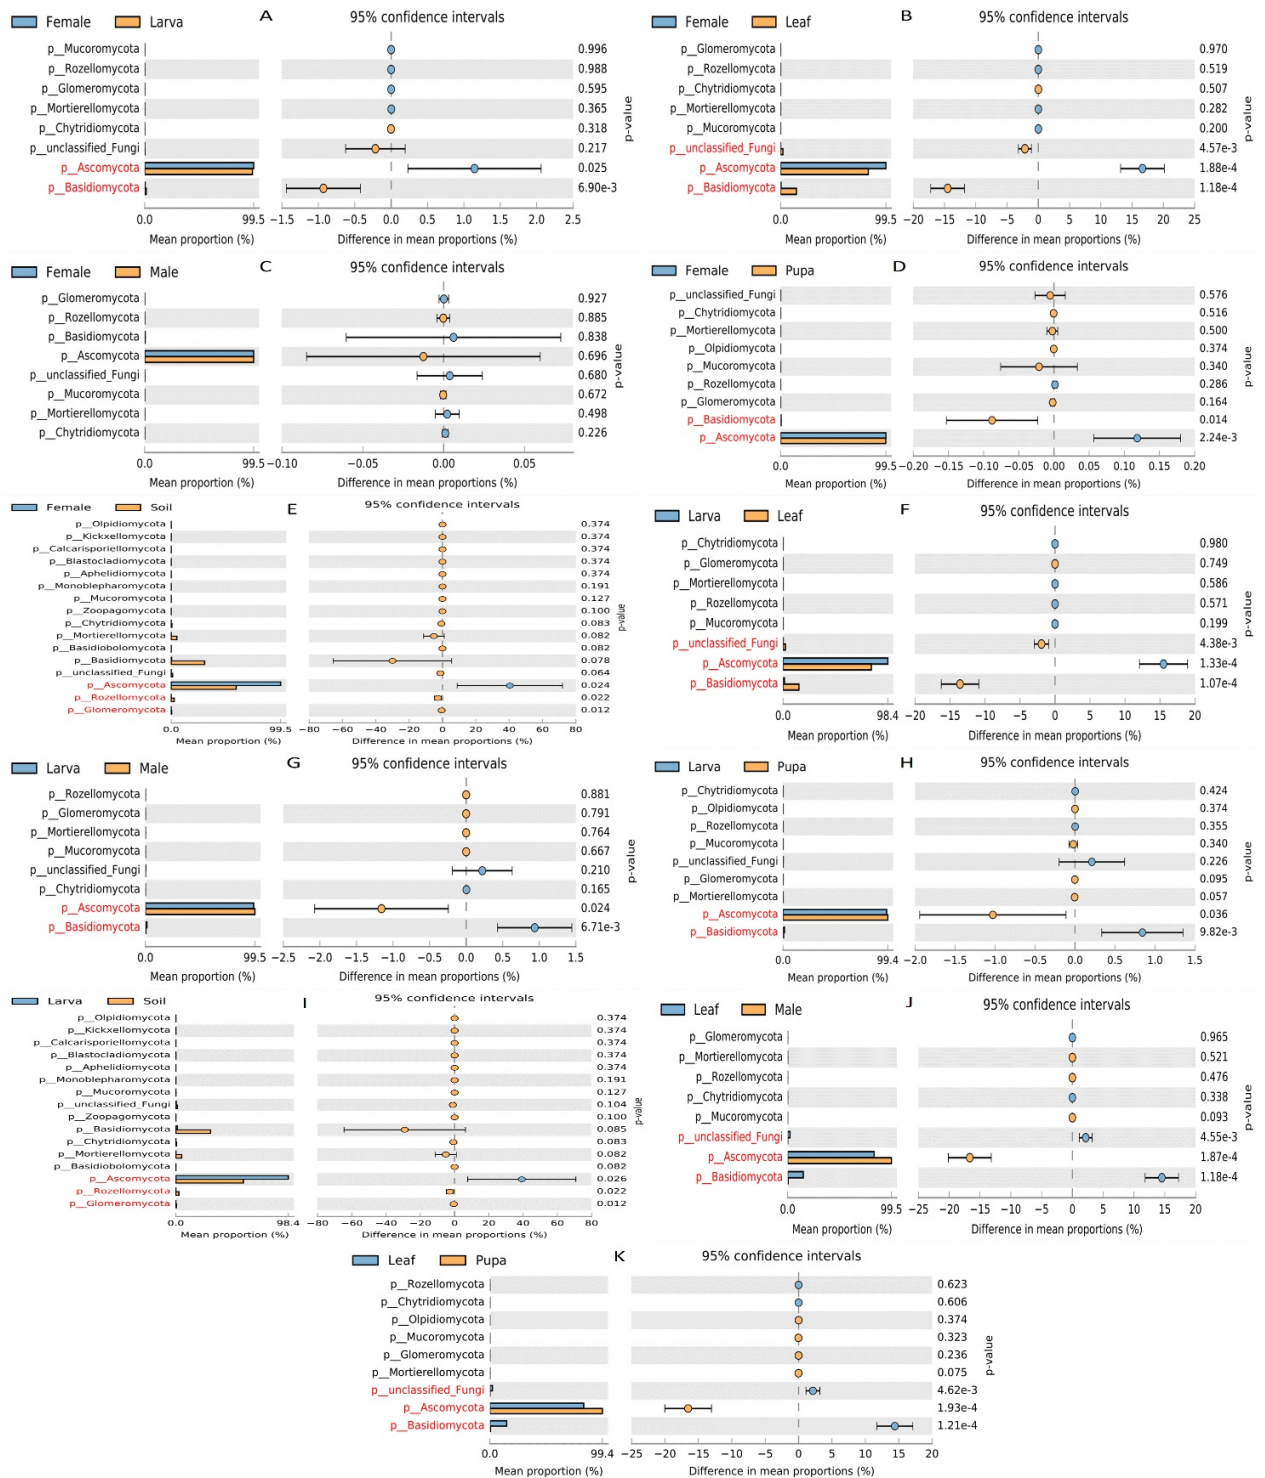 Female Larva A 95% confidence intervals
p__Mucoromycota 0.996
p__Rozellomycota 0.988
p__Glomeromycota 0.595
p__Mortierellomycota 0.365
p__Chytridiomycota 0.318
p__unclassified_Fungi 0.217
p__Ascomycota 0.025
p__Basidiomycota 6.90e-3
p-value
0.0 99.5 −1.5 −1.0 −0.5 0.0 0.5 1.0 1.5 2.0 2.5
Mean proportion (%) Difference in mean proportions (%)
Female Leaf B 95% confidence intervals
p__Glomeromycota 0.970
p__Rozellomycota 0.519
p__Chytridiomycota 0.507
p__Mortierellomycota 0.282
p__Mucoromycota 0.200
p__unclassified_Fungi 4.57e-3
p__Ascomycota 1.88e-4
p__Basidiomycota 1.18e-4
p-value
0.0 99.5 −20 −15 −10 −5 0 5 10 15 20 25
Mean proportion (%) Difference in mean proportions (%)
Female Male C 95% confidence intervals
p__Glomeromycota 0.927
p__Rozellomycota 0.885
p__Basidiomycota 0.838
p__Ascomycota 0.696
p__unclassified_Fungi 0.680
p__Mucoromycota 0.672
p__Mortierellomycota 0.498
p__Chytridiomycota 0.226
p-value
0.0 99.5 −0.10 −0.05 0.00 0.05
Mean proportion (%) Difference in mean proportions (%)
Female Pupa D 95% confidence intervals
p__unclassified_Fungi 0.576
p__Chytridiomycota 0.516
p__Mortierellomycota 0.500
p__Olpidiomycota 0.374
p__Mucoromycota 0.340
p__Rozellomycota 0.286
p__Glomeromycota 0.164
p__Basidiomycota 0.014
p__Ascomycota 2.24e-3
p-value
0.0 99.5 −0.20 −0.15 −0.10 −0.05 0.00 0.05 0.10 0.15 0.20
Mean proportion (%) Difference in mean proportions (%)
Female Soil E 95% confidence intervals
p__Olpidiomycota 0.374
p__Kickxellomycota 0.374
p__Calcarisporiellomycota 0.374
p__Blastocladiomycota 0.374
p__Aphelidiomycota 0.374
p__Monoblepharomycota 0.191
p__Mucoromycota 0.127
p__Zoopagomycota 0.100
p__Chytridiomycota 0.083
p__Mortierellomycota 0.082
p__Basidiobolomycota 0.082
p__Basidiomycota 0.078
p__unclassified_Fungi 0.064
p__Ascomycota 0.024
p__Rozellomycota 0.022
p__Glomeromycota 0.012
p-value
0.0 99.5 −80 −60 −40 −20 0 20 40 60 80
Mean proportion (%) Difference in mean proportions (%)
Larva Leaf F 95% confidence intervals
p__Chytridiomycota 0.980
p__Glomeromycota 0.749
p__Mortierellomycota 0.586
p__Rozellomycota 0.571
p__Mucoromycota 0.199
p__unclassified_Fungi 4.38e-3
p__Ascomycota 1.33e-4
p__Basidiomycota 1.07e-4
p-value
0.0 98.4 −20 −15 −10 −5 0 5 10 15 20
Mean proportion (%) Difference in mean proportions (%)
Larva Male G 95% confidence intervals
p__Rozellomycota 0.881
p__Glomeromycota 0.791
p__Mortierellomycota 0.764
p__Mucoromycota 0.667
p__unclassified_Fungi 0.210
p__Chytridiomycota 0.165
p__Ascomycota 0.024
p__Basidiomycota 6.71e-3
p-value
0.0 99.5 −2.5 −2.0 −1.5 −1.0 −0.5 0.0 0.5 1.0 1.5
Mean proportion (%) Difference in mean proportions (%)
Larva Pupa H 95% confidence intervals
p__Chytridiomycota 0.424
p__Olpidiomycota 0.374
p__Rozellomycota 0.355
p__Mucoromycota 0.340
p__unclassified_Fungi 0.226
p__Glomeromycota 0.095
p__Mortierellomycota 0.057
p__Ascomycota 0.036
p__Basidiomycota 9.82e-3
p-value
0.0 99.4 −2.0 −1.5 −1.0 −0.5 0.0 0.5 1.0 1.5
Mean proportion (%) Difference in mean proportions (%)
Larva Soil I 95% confidence intervals
p__Olpidiomycota 0.374
p__Kickxellomycota 0.374
p__Calcarisporiellomycota 0.374
p__Blastocladiomycota 0.374
p__Aphelidiomycota 0.374
p__Monoblepharomycota 0.191
p__Mucoromycota 0.127
p__unclassified_Fungi 0.104
p__Zoopagomycota 0.100
p__Basidiomycota 0.085
p__Chytridiomycota 0.083
p__Mortierellomycota 0.082
p__Basidiobolomycota 0.082
p__Ascomycota 0.026
p__Rozellomycota 0.022
p__Glomeromycota 0.012
p-value
0.0 98.4 −80 −60 −40 −20 0 20 40 60 80
Mean proportion (%) Difference in mean proportions (%)
Leaf Male J 95% confidence intervals
p__Glomeromycota 0.965
p__Mortierellomycota 0.521
p__Rozellomycota 0.476
p__Chytridiomycota 0.338
p__Mucoromycota 0.093
p__unclassified_Fungi 4.55e-3
p__Ascomycota 1.87e-4
p__Basidiomycota 1.18e-4
p-value
0.0 99.5 −25 −20 −15 −10 −5 0 5 10 15 20
Mean proportion (%) Difference in mean proportions (%)
Leaf Pupa K 95% confidence intervals
p__Rozellomycota 0.623
p__Chytridiomycota 0.606
p__Olpidiomycota 0.374
p__Mucoromycota 0.323
p__Glomeromycota 0.236
p__Mortierellomycota 0.075
p__unclassified_Fungi 4.62e-3
p__Ascomycota 1.93e-4
p__Basidiomycota 1.21e-4
p-value
0.0 99.4 −25 −20 −15 −10 −5 0 5 10 15 20
Mean proportion (%) Difference in mean proportions (%)